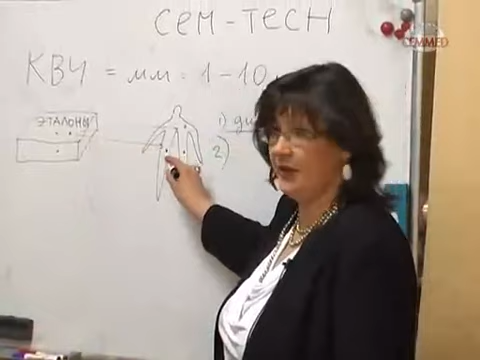 CEM-TECH
КВЧ = мм. 1-10
ЭТАЛОНЫ
1)
2)
CEMMED